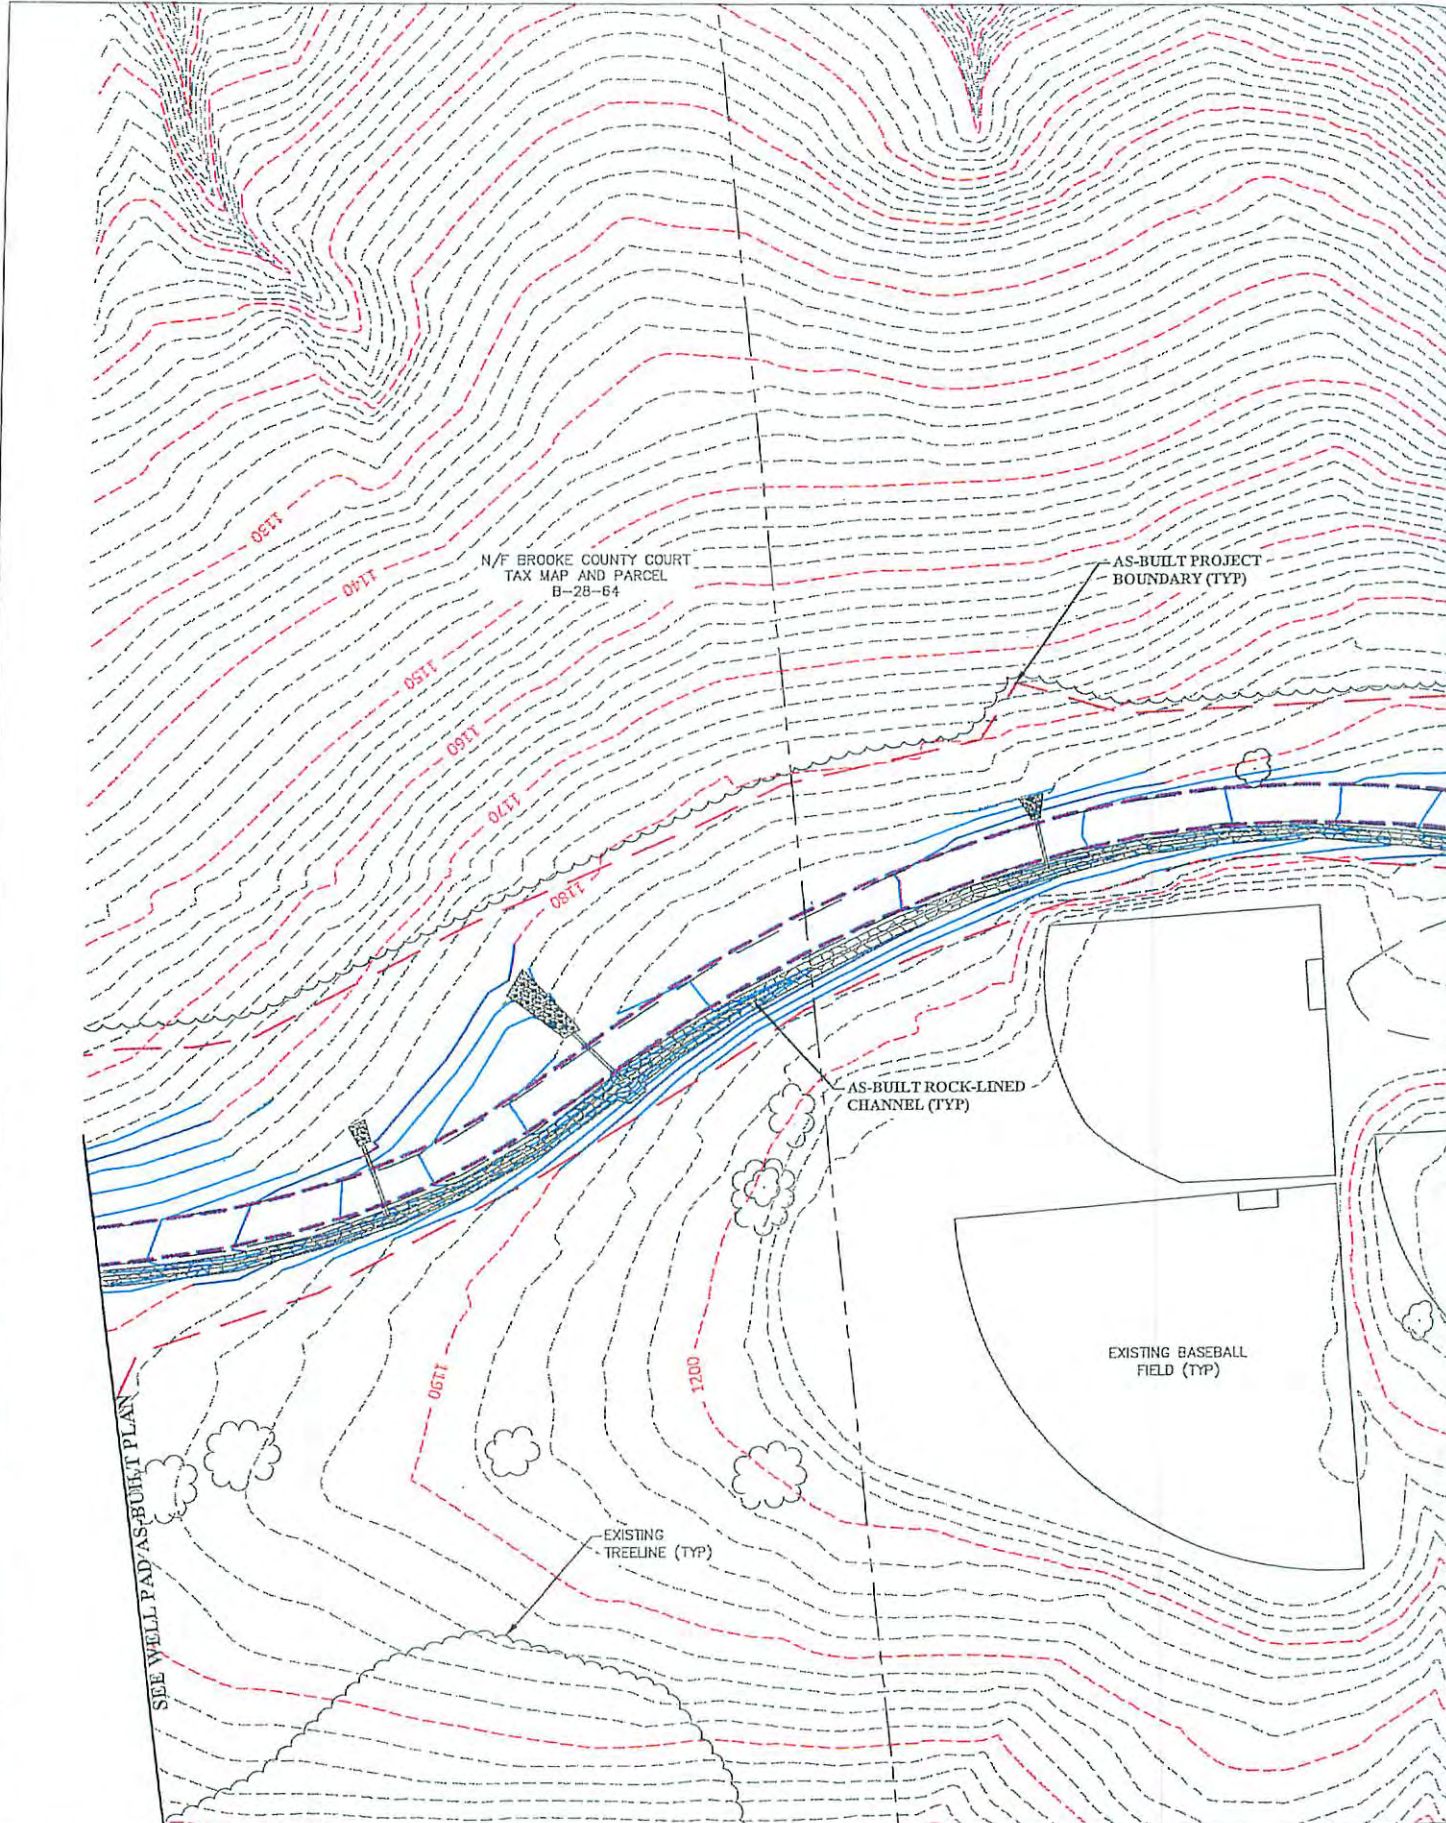 1130
1140
N/F BROOKE COUNTY COURT
TAX MAP AND PARCEL
B-28-64
AS-BUILT PROJECT
BOUNDARY (TYP)
1150
1160
1170
1180
AS-BUILT ROCK-LINED
CHANNEL (TYP)
1190
1200
EXISTING BASEBALL
FIELD (TYP)
SEE WELL PAD AS-BUILT PLAN
EXISTING
TREELINE (TYP)